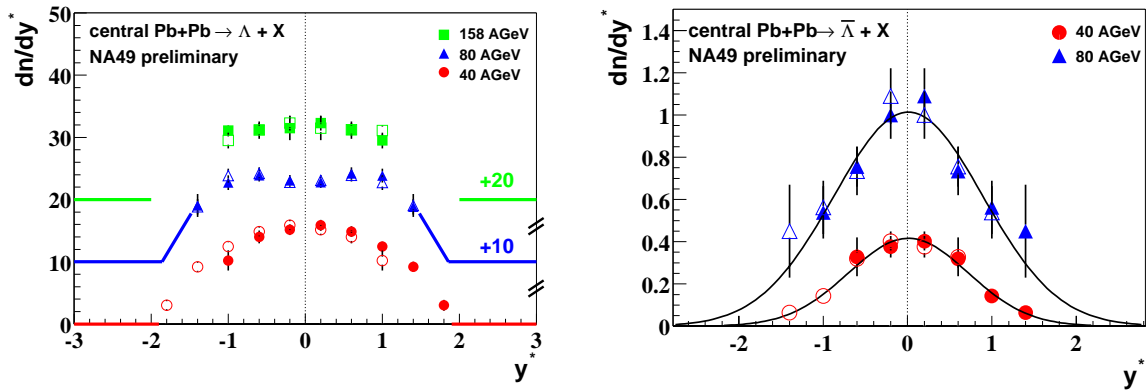 dn/dy*
central Pb+Pb → Λ + X
NA49 preliminary
158 AGeV
80 AGeV
40 AGeV
50
40
30
20
10
0
+20
+10
-3 -2 -1 0 1 2 3
y*
dn/dy*
central Pb+Pb→ Λ̅ + X
NA49 preliminary
40 AGeV
80 AGeV
1.4
1.2
1
0.8
0.6
0.4
0.2
0
-2 -1 0 1 2
y*